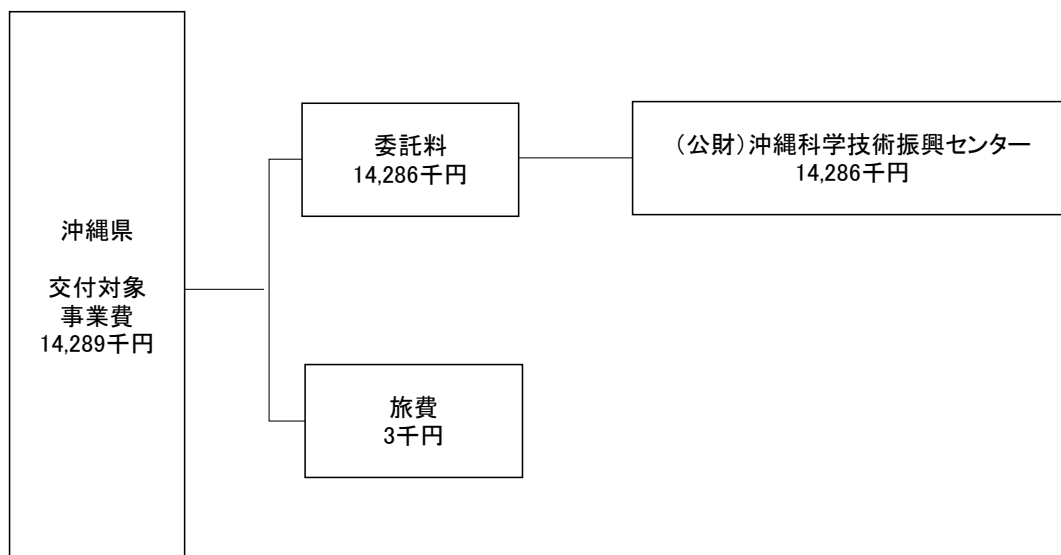 沖縄県
交付対象
事業費
14,289千円
委託料
14,286千円
（公財）沖縄科学技術振興センター
14,286千円
旅費
3千円